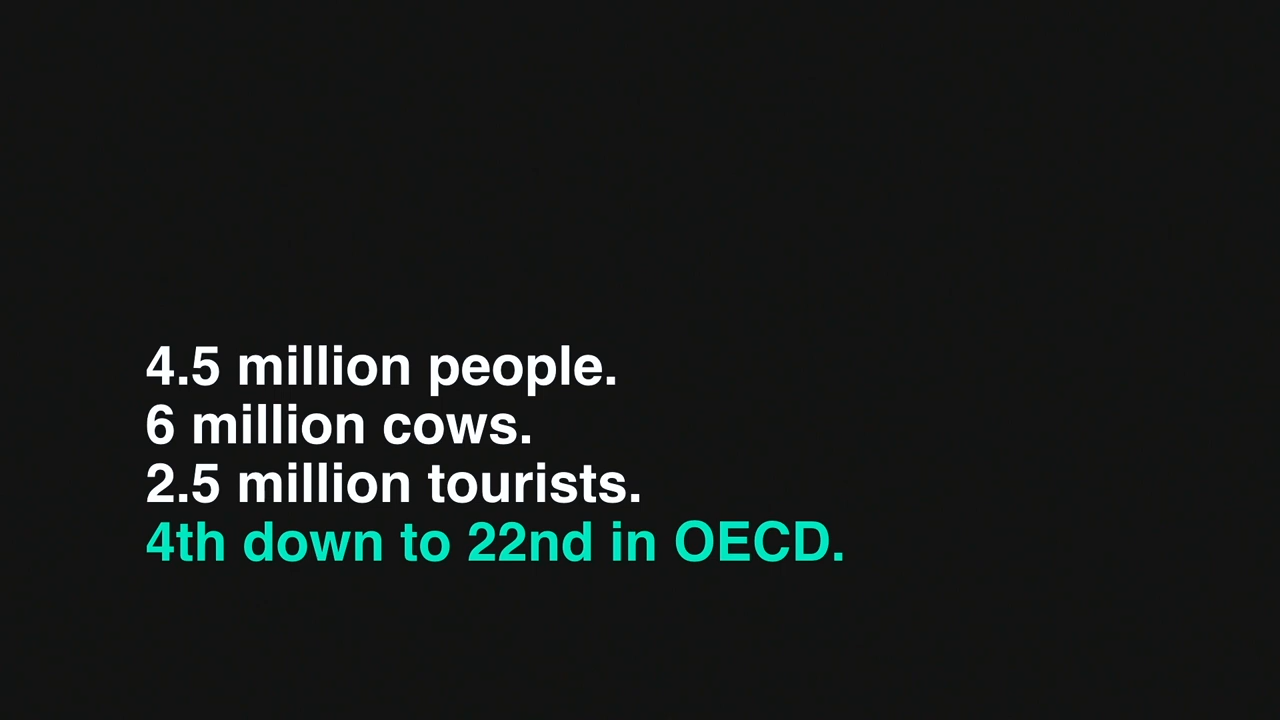 4.5 million people.
6 million cows.
2.5 million tourists.
4th down to 22nd in OECD.